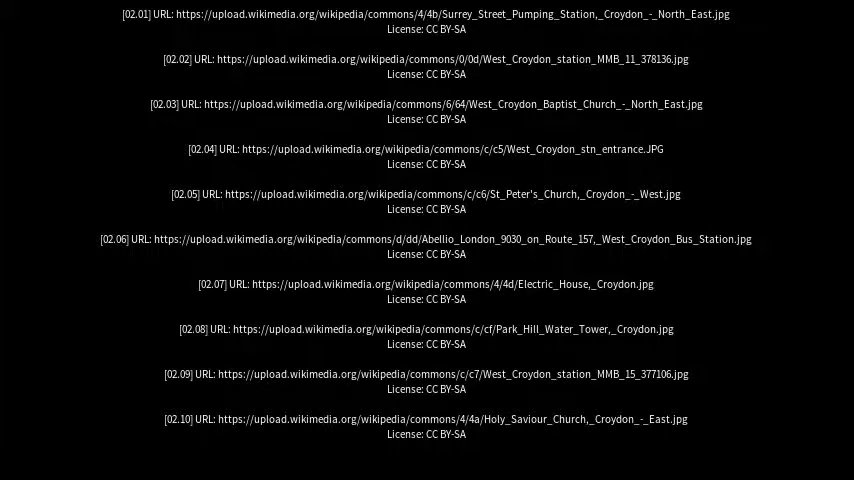 [02.01] URL: https://upload.wikimedia.org/wikipedia/commons/4/4b/Surrey_Street_Pumping_Station,_Croydon_-_North_East.jpg
License: CC BY-SA
[02.02] URL: https://upload.wikimedia.org/wikipedia/commons/0/0d/West_Croydon_station_MMB_11_378136.jpg
License: CC BY-SA
[02.03] URL: https://upload.wikimedia.org/wikipedia/commons/6/64/West_Croydon_Baptist_Church_-_North_East.jpg
License: CC BY-SA
[02.04] URL: https://upload.wikimedia.org/wikipedia/commons/c/c5/West_Croydon_stn_entrance.JPG
License: CC BY-SA
[02.05] URL: https://upload.wikimedia.org/wikipedia/commons/c/c6/St_Peter's_Church,_Croydon_-_West.jpg
License: CC BY-SA
[02.06] URL: https://upload.wikimedia.org/wikipedia/commons/d/dd/Abellio_London_9030_on_Route_157,_West_Croydon_Bus_Station.jpg
License: CC BY-SA
[02.07] URL: https://upload.wikimedia.org/wikipedia/commons/4/4d/Electric_House,_Croydon.jpg
License: CC BY-SA
[02.08] URL: https://upload.wikimedia.org/wikipedia/commons/c/cf/Park_Hill_Water_Tower,_Croydon.jpg
License: CC BY-SA
[02.09] URL: https://upload.wikimedia.org/wikipedia/commons/c/c7/West_Croydon_station_MMB_15_377106.jpg
License: CC BY-SA
[02.10] URL: https://upload.wikimedia.org/wikipedia/commons/4/4a/Holy_Saviour_Church,_Croydon_-_East.jpg
License: CC BY-SA